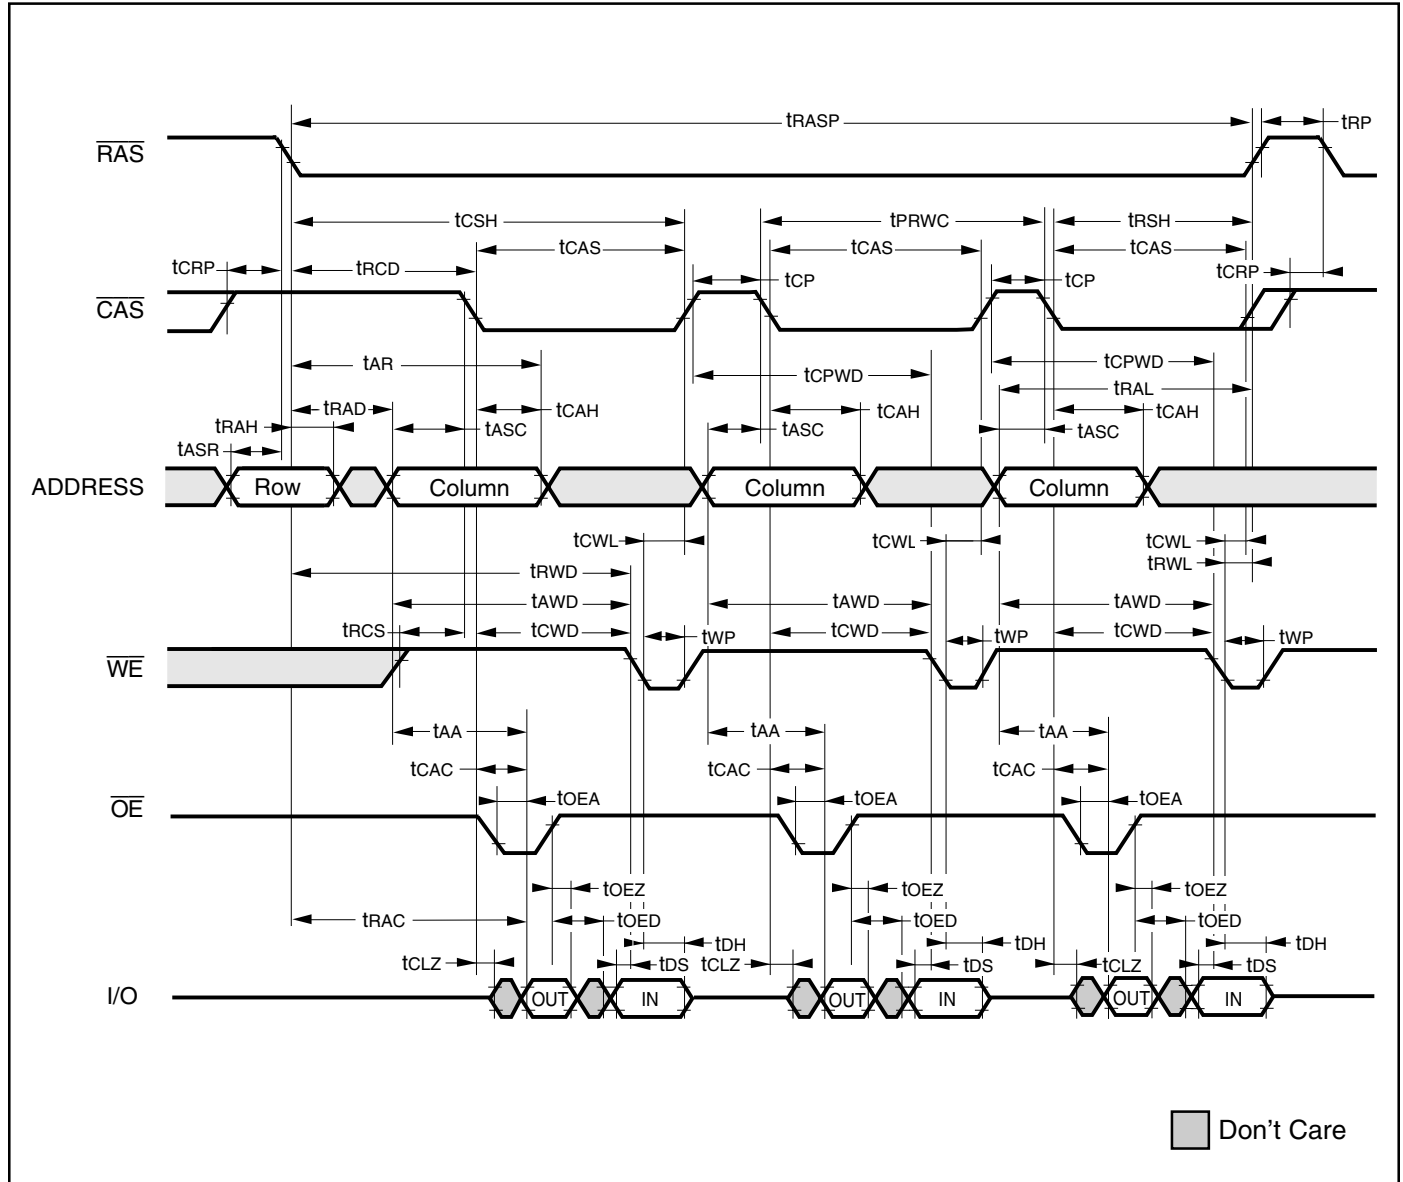 tRASP tRP
RAS
tCSH tPRWC tRSH
tCAS tCAS tCAS
tCRP tRCD tCP tCP tCRP
CAS
tAR tCPWD tCPWD
tRAL
tRAD tCAH tCAH tCAH
tRAH tASC tASC tASC
tASR
ADDRESS Row Column Column Column
tCWL tCWL tCWL
tRWL
tRWD
tAWD tAWD tAWD
tRCS tCWD tWP tCWD tWP tCWD tWP
WE
tAA tAA tAA
tCAC tCAC tCAC
tOEA tOEA tOEA
OE
tOEZ tOEZ tOEZ
tRAC tOED tOED tOED
tDH tDH tDH
tCLZ tDS tCLZ tDS tCLZ tDS
I/O OUT IN OUT IN OUT IN
Don't Care